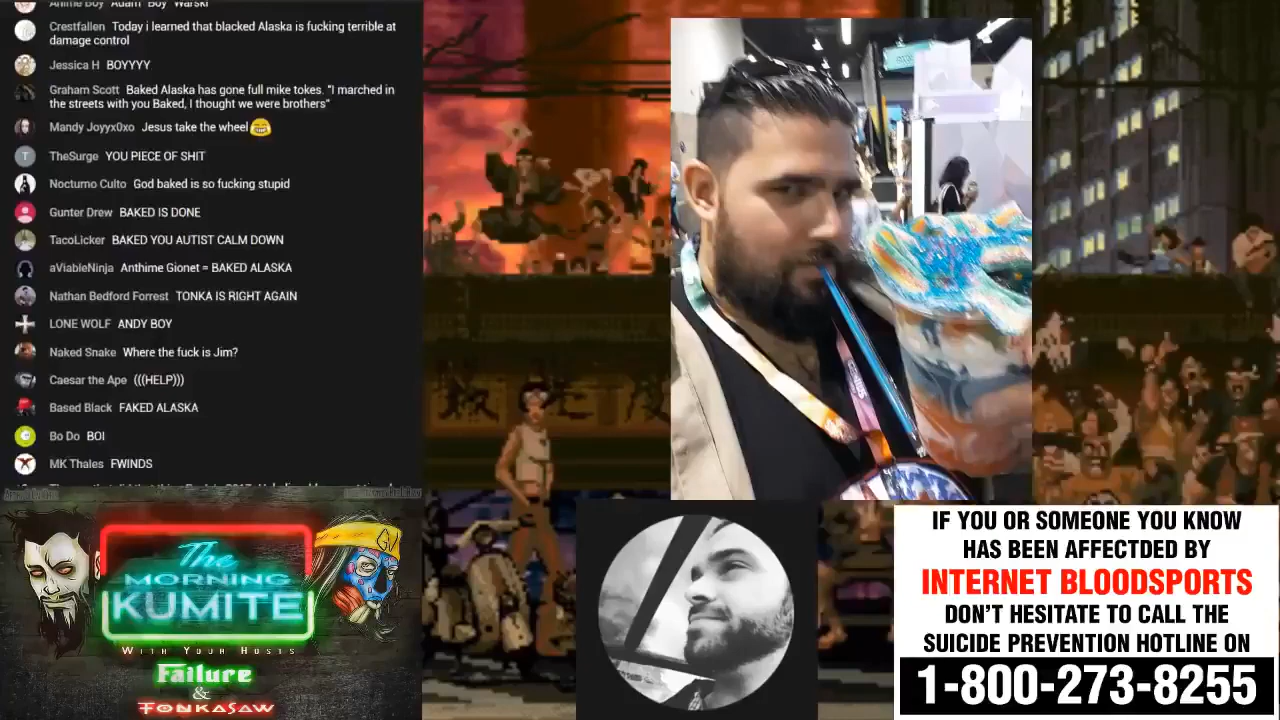 Anime Boy Adam "Boy" Warski
Crestfallen Today i learned that blacked Alaska is fucking terrible at
damage control
Jessica H BOYYYY
Graham Scott Baked Alaska has gone full mike tokes. "I marched in
the streets with you Baked, I thought we were brothers"
Mandy Joyyx0xo Jesus take the wheel
T TheSurge YOU PIECE OF SHIT
Nocturno Culto God baked is so fucking stupid
Gunter Drew BAKED IS DONE
TacoLicker BAKED YOU AUTIST CALM DOWN
aViableNinja Anthime Gionet = BAKED ALASKA
Nathan Bedford Forrest TONKA IS RIGHT AGAIN
LONE WOLF ANDY BOY
Naked Snake Where the fuck is Jim?
Caesar the Ape (((HELP)))
Based Black FAKED ALASKA
Bo Do BOI
MK Thales FWINDS
The
MORNING
KUMITE
WITH YOUR HOSTS
Failure
&
TONKASAW
IF YOU OR SOMEONE YOU KNOW
HAS BEEN AFFECTDED BY
INTERNET BLOODSPORTS
DON'T HESITATE TO CALL THE
SUICIDE PREVENTION HOTLINE ON
1-800-273-8255